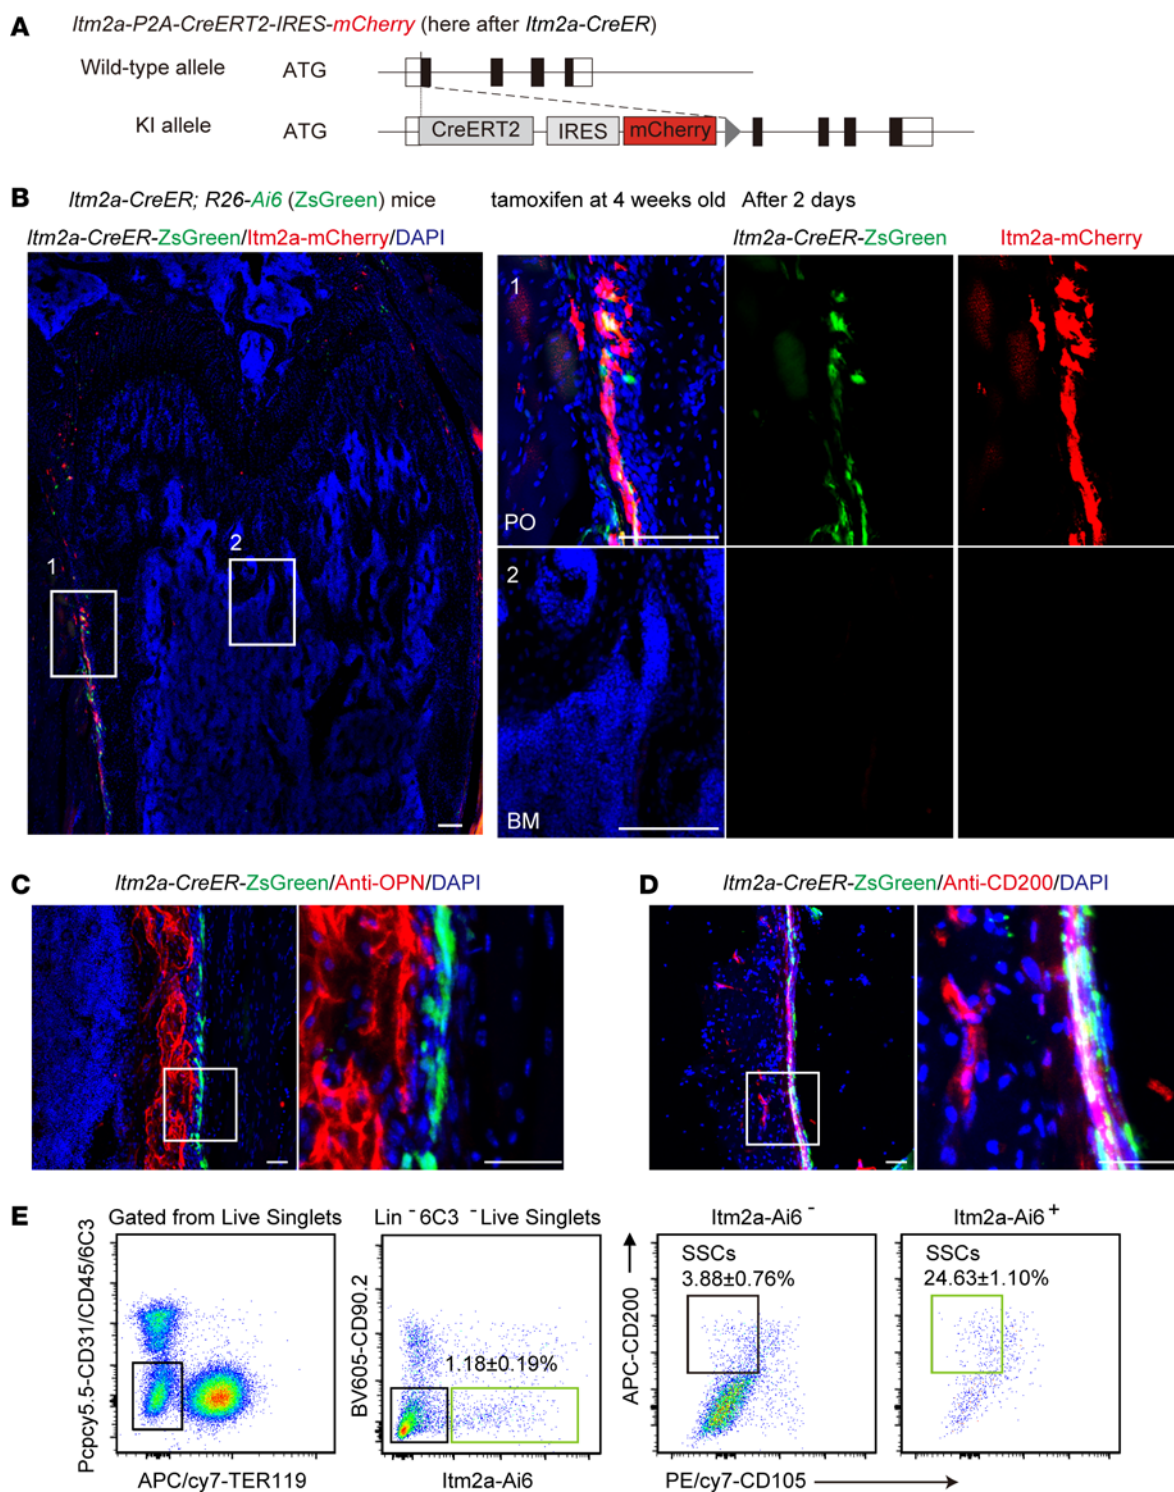 A
Itm2a-P2A-CreERT2-IRES-mCherry (here after Itm2a-CreER)
Wild-type allele ATG
KI allele ATG CreERT2 IRES mCherry
B
Itm2a-CreER; R26-Ai6 (ZsGreen) mice tamoxifen at 4 weeks old After 2 days
Itm2a-CreER-ZsGreen/Itm2a-mCherry/DAPI
Itm2a-CreER-ZsGreen
Itm2a-mCherry
1
2
1
PO
2
BM
C
Itm2a-CreER-ZsGreen/Anti-OPN/DAPI
D
Itm2a-CreER-ZsGreen/Anti-CD200/DAPI
E
Gated from Live Singlets
Pcpcy5.5-CD31/CD45/6C3
APC/cy7-TER119
Lin - 6C3 - Live Singlets
BV605-CD90.2
1.18±0.19%
Itm2a-Ai6
Itm2a-Ai6 -
SSCs
3.88±0.76%
APC-CD200
PE/cy7-CD105
Itm2a-Ai6 +
SSCs
24.63±1.10%